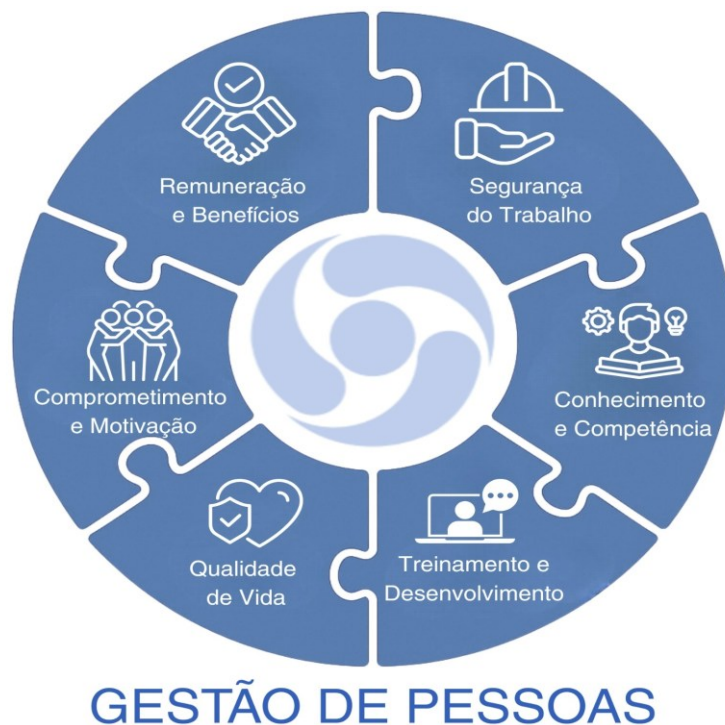 Remuneração
e Benefícios
Segurança
do Trabalho
Comprometimento
e Motivação
Conhecimento
e Competência
Qualidade
de Vida
Treinamento e
Desenvolvimento
GESTÃO DE PESSOAS